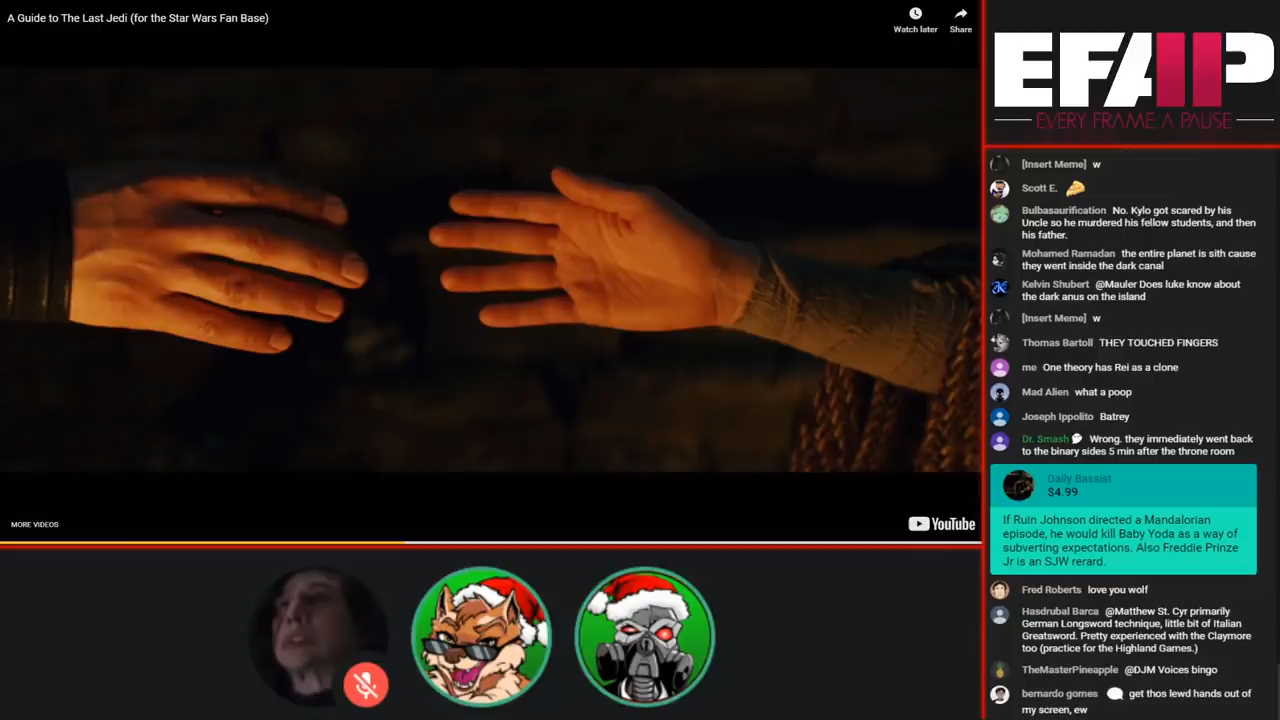 A Guide to The Last Jedi (for the Star Wars Fan Base)
Watch later
Share
MORE VIDEOS
YouTube
EFAP
EVERY FRAME A PAUSE
[Insert Meme] w
Scott E.
Bulbasaurification No. Kylo got scared by his
Uncle so he murdered his fellow students, and then
his father.
Mohamed Ramadan the entire planet is sith cause
they went inside the dark canal
Kelvin Shubert @Mauler Does luke know about
the dark anus on the island
[Insert Meme] w
Thomas Bartoll THEY TOUCHED FINGERS
me One theory has Rei as a clone
Mad Alien what a poop
Joseph Ippolito Batrey
Dr. Smash Wrong. they immediately went back
to the binary sides 5 min after the throne room
Daily Bassist
$4.99
If Ruin Johnson directed a Mandalorian
episode, he would kill Baby Yoda as a way of
subverting expectations. Also Freddie Prinze
Jr is an SJW rerard.
Fred Roberts love you wolf
Hasdrubal Barca @Matthew St. Cyr primarily
German Longsword technique, little bit of Italian
Greatsword. Pretty experienced with the Claymore
too (practice for the Highland Games.)
TheMasterPineapple @DJM Voices bingo
bernardo gomes get thos lewd hands out of
my screen, ew